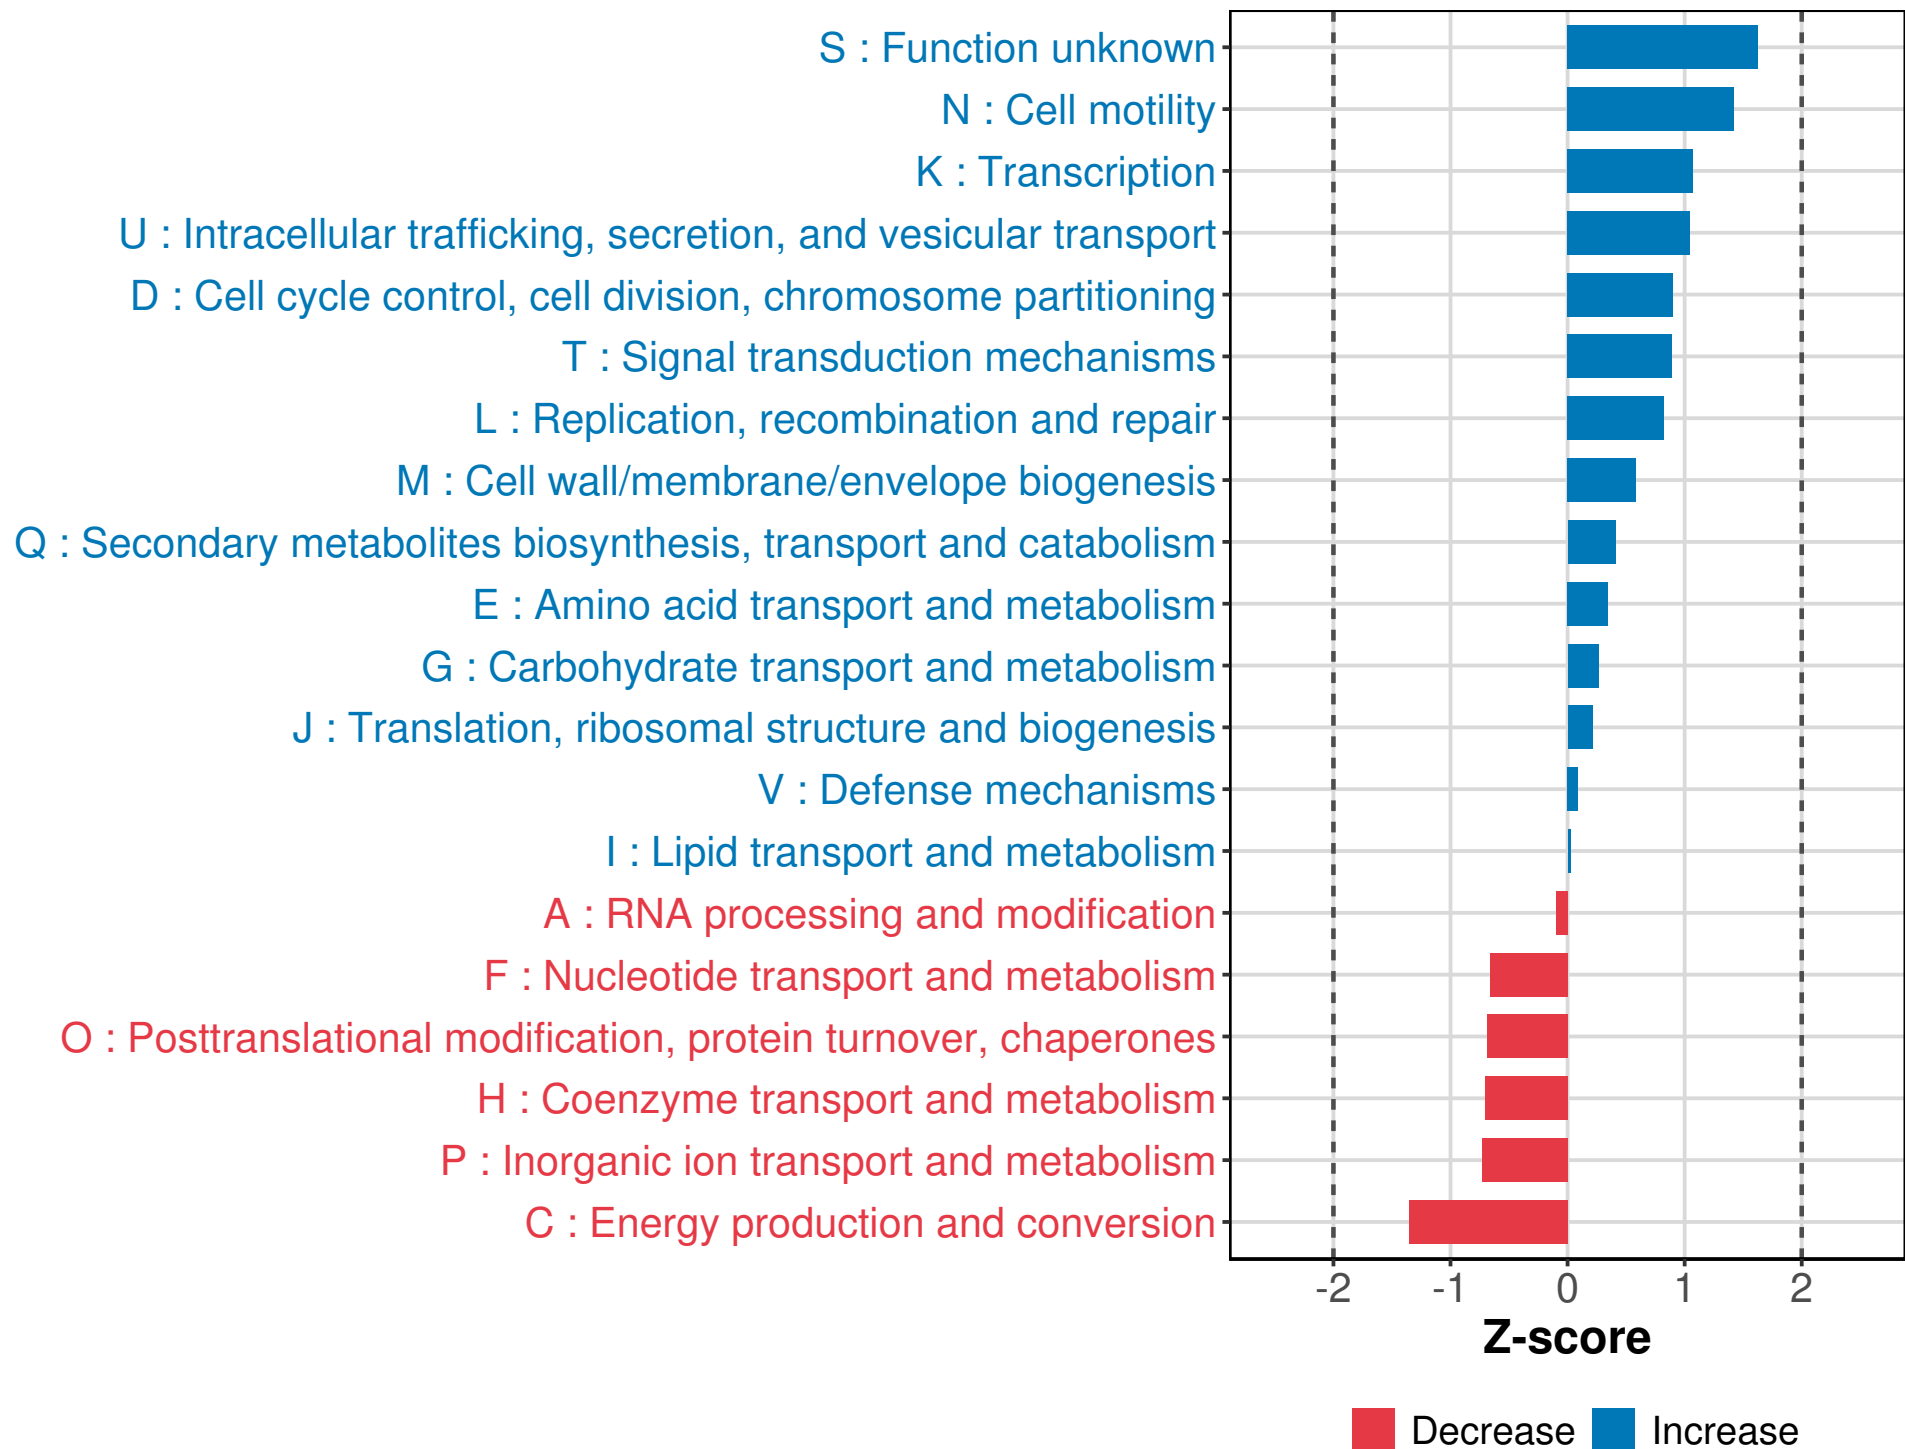 S : Function unknown
N : Cell motility
K : Transcription
U : Intracellular trafficking, secretion, and vesicular transport
D : Cell cycle control, cell division, chromosome partitioning
T : Signal transduction mechanisms
L : Replication, recombination and repair
M : Cell wall/membrane/envelope biogenesis
Q : Secondary metabolites biosynthesis, transport and catabolism
E : Amino acid transport and metabolism
G : Carbohydrate transport and metabolism
J : Translation, ribosomal structure and biogenesis
V : Defense mechanisms
I : Lipid transport and metabolism
A : RNA processing and modification
F : Nucleotide transport and metabolism
O : Posttranslational modification, protein turnover, chaperones
H : Coenzyme transport and metabolism
P : Inorganic ion transport and metabolism
C : Energy production and conversion
-2 -1 0 1 2
Z-score
Decrease Increase